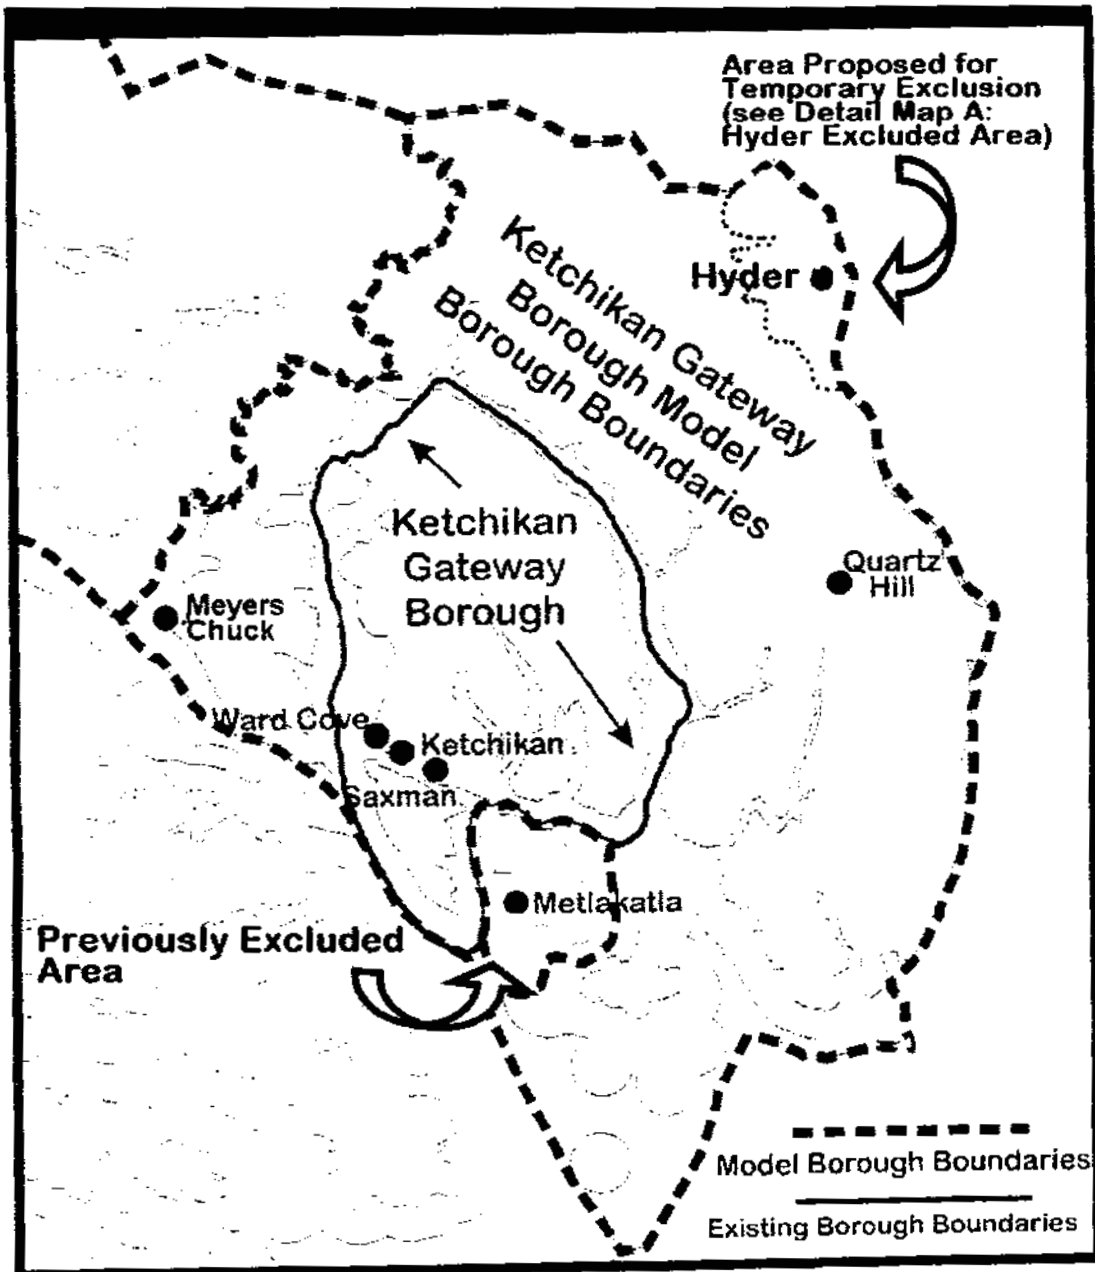 Area Proposed for
Temporary Exclusion
(see Detail Map A:
Hyder Excluded Area)
Hyder
Ketchikan Gateway
Borough Model
Borough Boundaries
Ketchikan
Gateway
Borough
Quartz
Hill
Meyers
Chuck
Ward Cove
Ketchikan
Saxman
Metlakatla
Previously Excluded
Area
Model Borough Boundaries
Existing Borough Boundaries